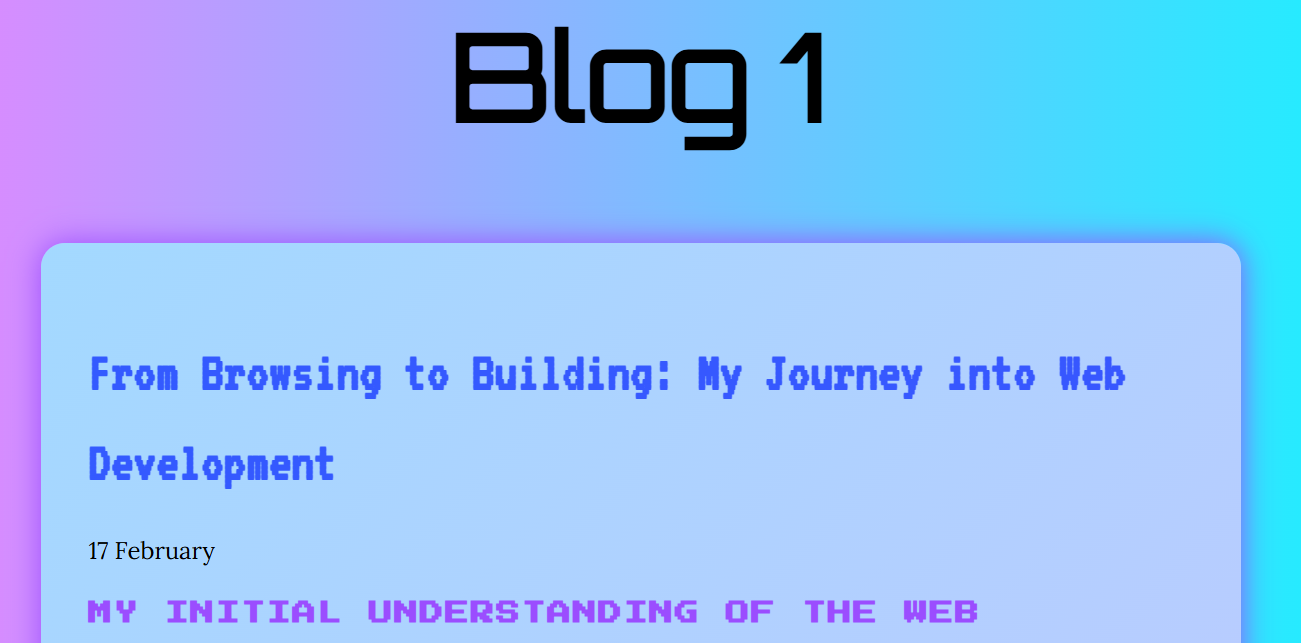 Blog 1
From Browsing to Building: My Journey into Web
Development
17 February
MY INITIAL UNDERSTANDING OF THE WEB